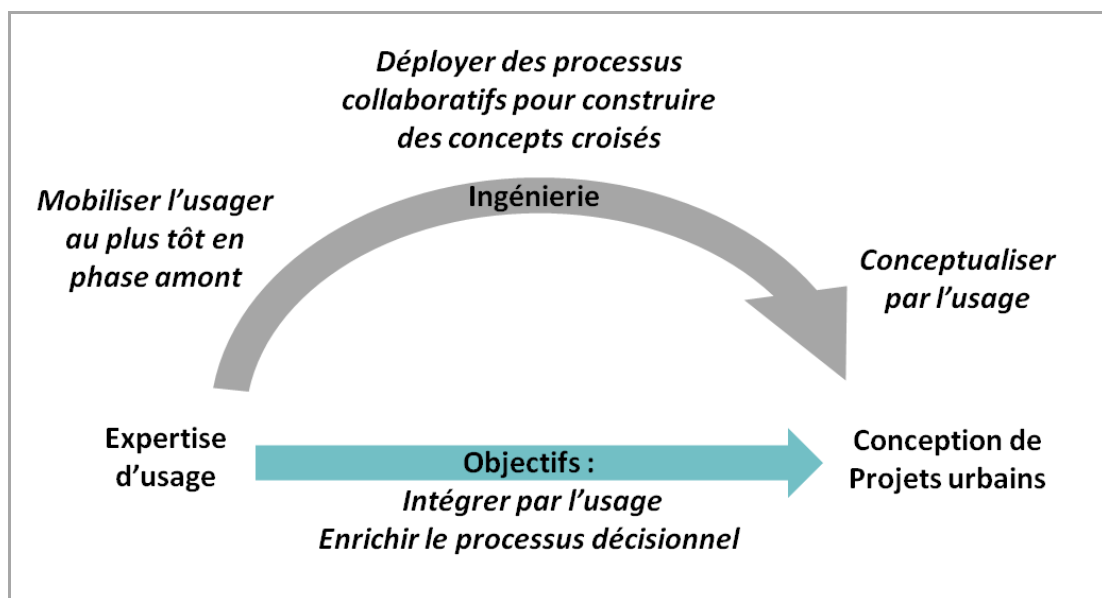 Déployer des processus
collaboratifs pour construire
des concepts croisés
Mobiliser l’usager
au plus tôt en
phase amont
Ingénierie
Conceptualiser
par l’usage
Expertise
d’usage
Objectifs :
Intégrer par l’usage
Enrichir le processus décisionnel
Conception de
Projets urbains